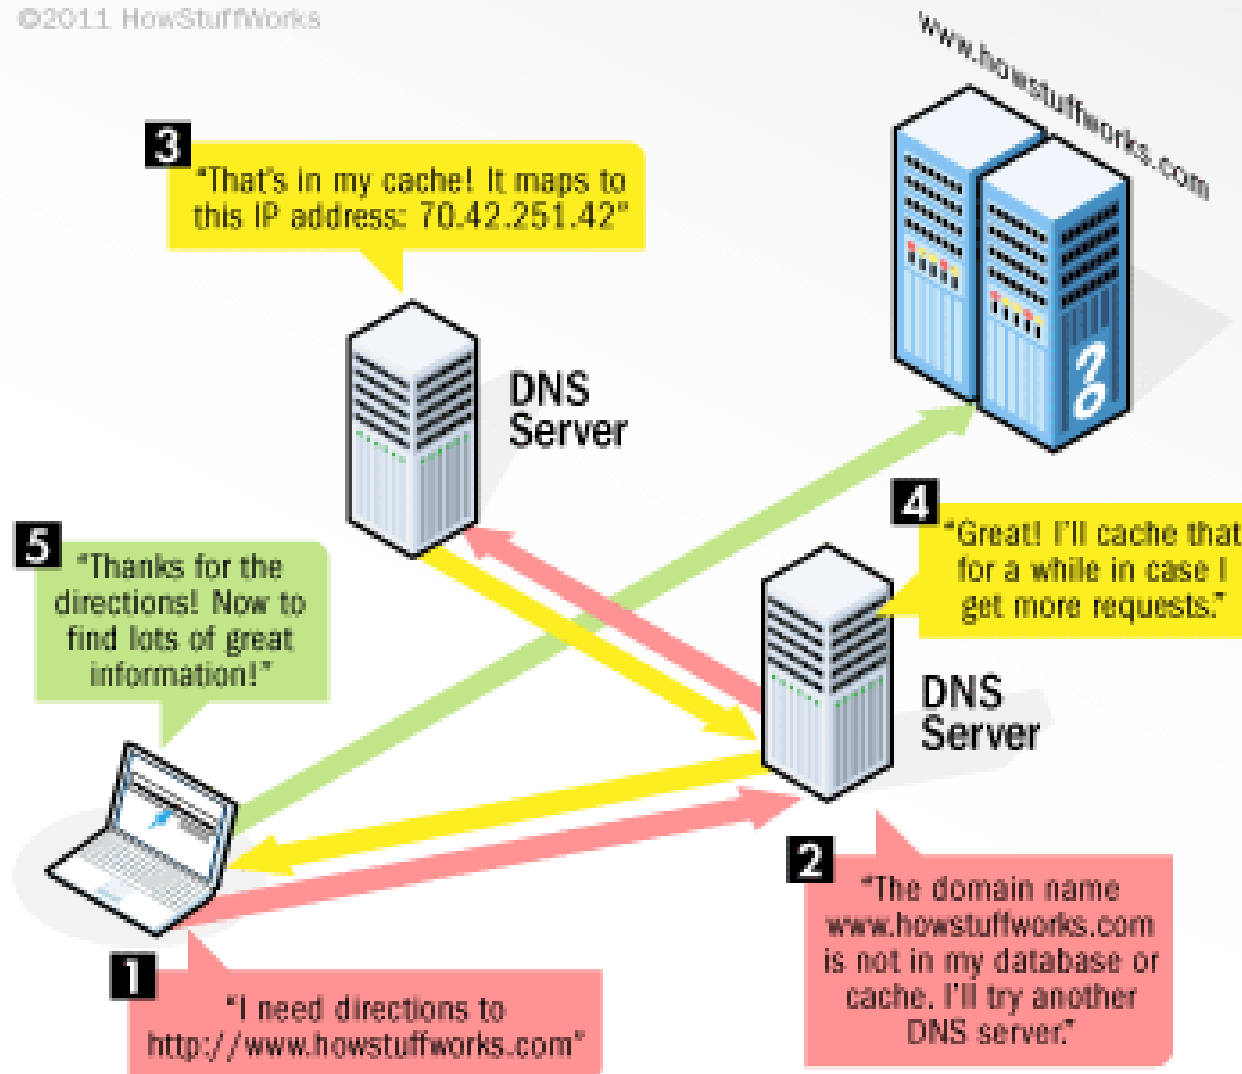 ©2011 HowStuffWorks
www.howstuffworks.com
3
"That's in my cache! It maps to
this IP address: 70.42.251.42"
DNS
Server
4
"Great! I'll cache that
for a while in case I
get more requests."
5
"Thanks for the
directions! Now to
find lots of great
information!"
DNS
Server
2
"The domain name
www.howstuffworks.com
is not in my database or
cache. I'll try another
DNS server."
1
"I need directions to
http://www.howstuffworks.com"